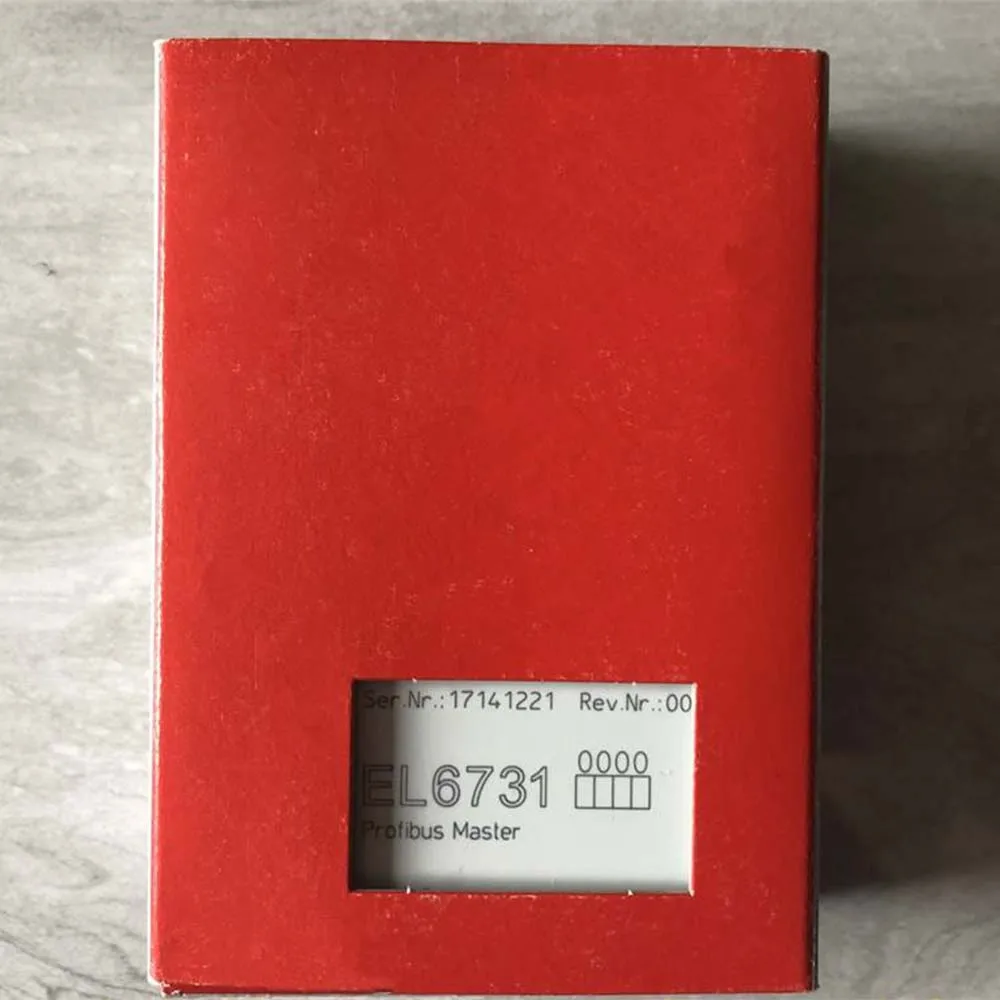 Ser.Nr.:17141221 Rev.Nr.:00
EL6731 0000
Profibus Master